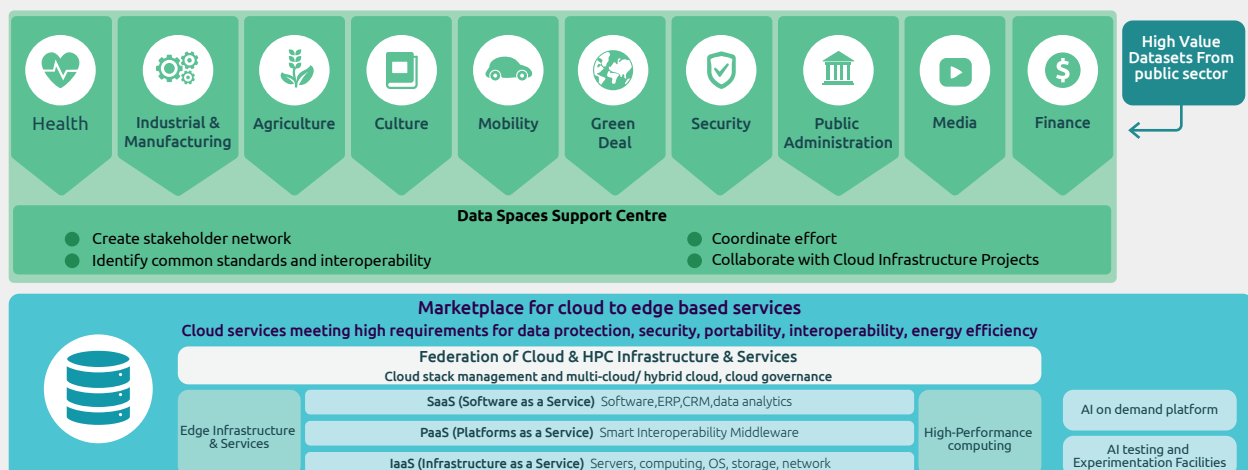 Health
Industrial &
Manufacturing
Agriculture
Culture
Mobility
Green
Deal
Security
Public
Administration
Media
Finance
High Value
Datasets From
public sector
Data Spaces Support Centre
Create stakeholder network
Identify common standards and interoperability
Coordinate effort
Collaborate with Cloud Infrastructure Projects
Marketplace for cloud to edge based services
Cloud services meeting high requirements for data protection, security, portability, interoperability, energy efficiency
Federation of Cloud & HPC Infrastructure & Services
Cloud stack management and multi-cloud/ hybrid cloud, cloud governance
Edge Infrastructure
& Services
SaaS (Software as a Service) Software,ERP,CRM,data analytics
PaaS (Platforms as a Service) Smart Interoperability Middleware
IaaS (Infrastructure as a Service) Servers, computing, OS, storage, network
High-Performance
computing
AI on demand platform
AI testing and
Experimentation Facilities